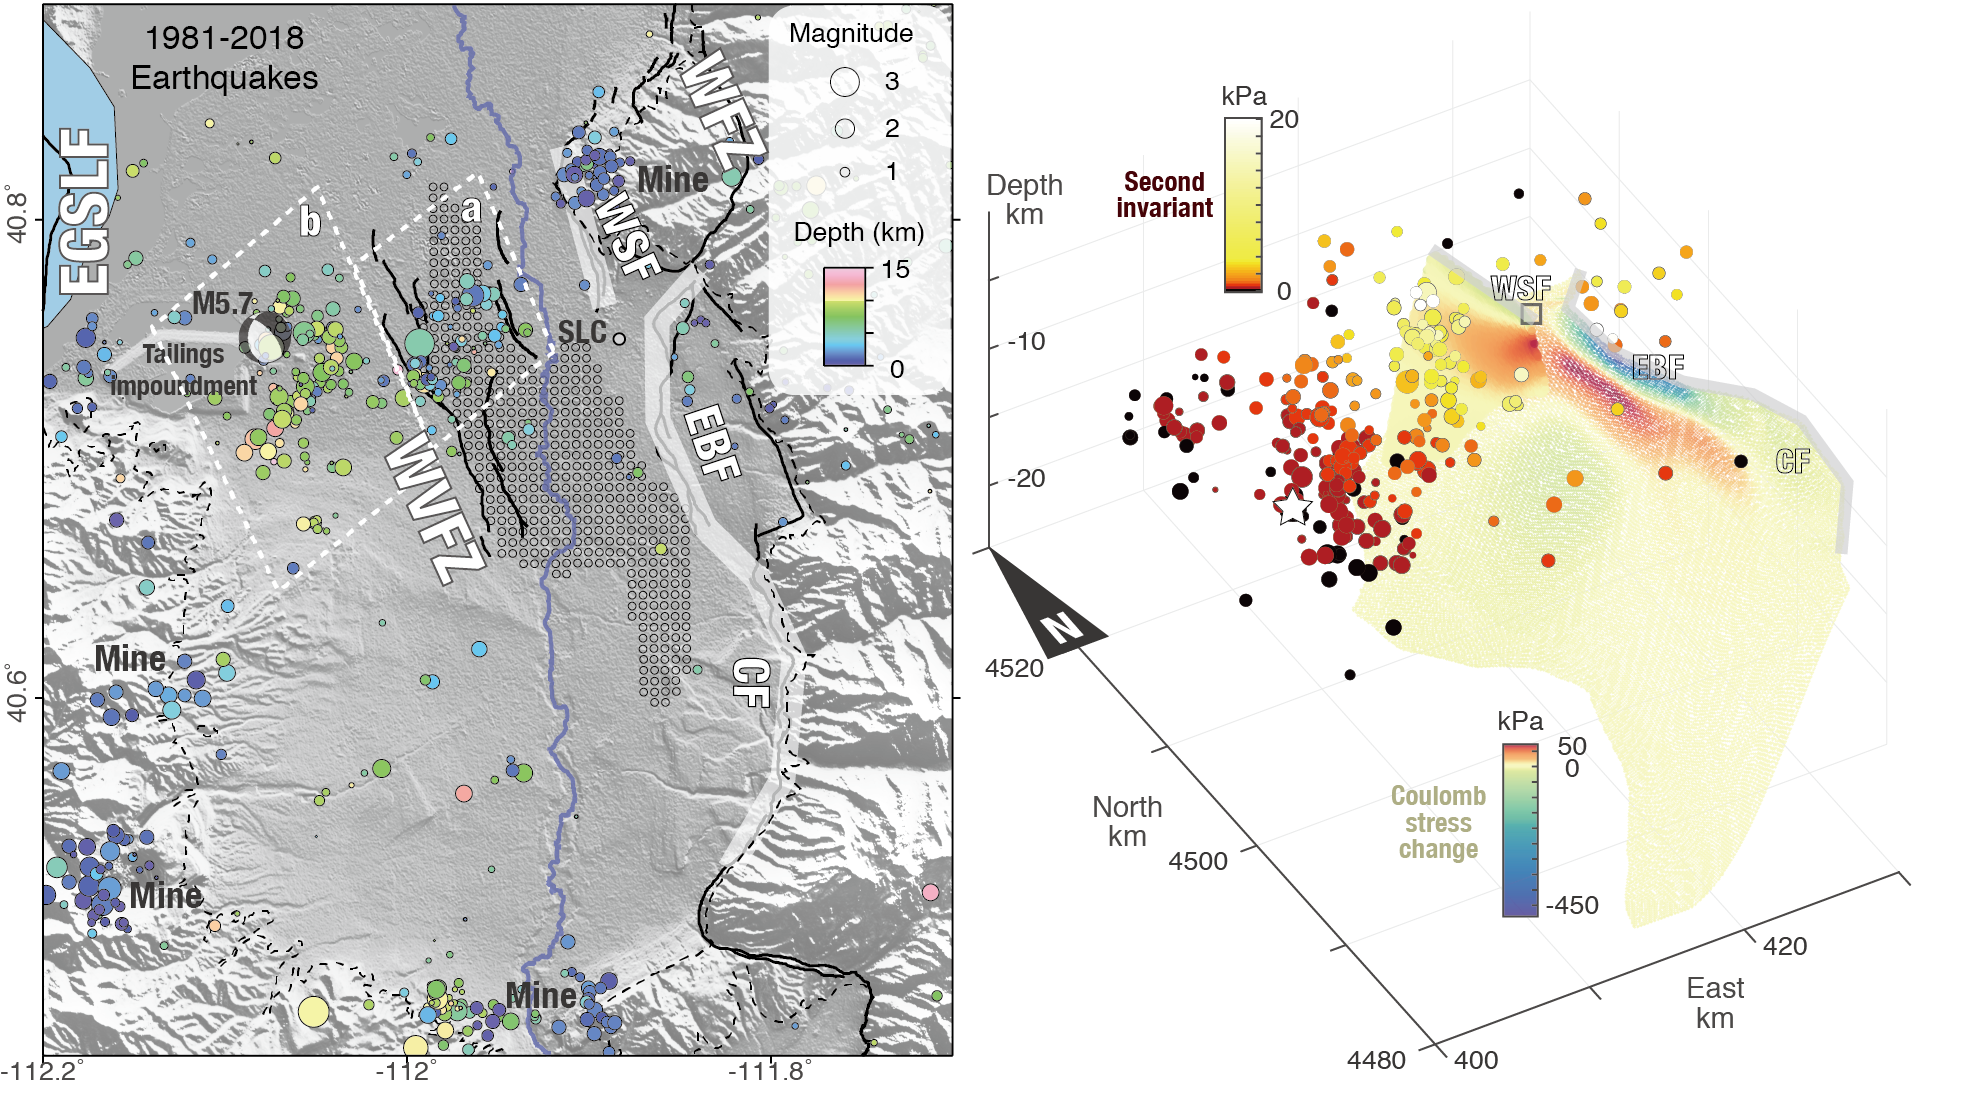 1981-2018
Earthquakes
Magnitude
3
2
1
Depth (km)
15
0
EGSLF
WFZ
Mine
WSF
a
b
M5.7
Tailings
impoundment
SLC
EBF
WVFZ
CF
Mine
Mine
Mine
40.8°
40.6°
-112.2°
-112°
-111.8°
kPa
20
0
Second
invariant
Depth
km
-10
-20
WSF
EBF
CF
N
4520
North
km
4500
4480
400
East
km
420
kPa
50
0
-450
Coulomb
stress
change